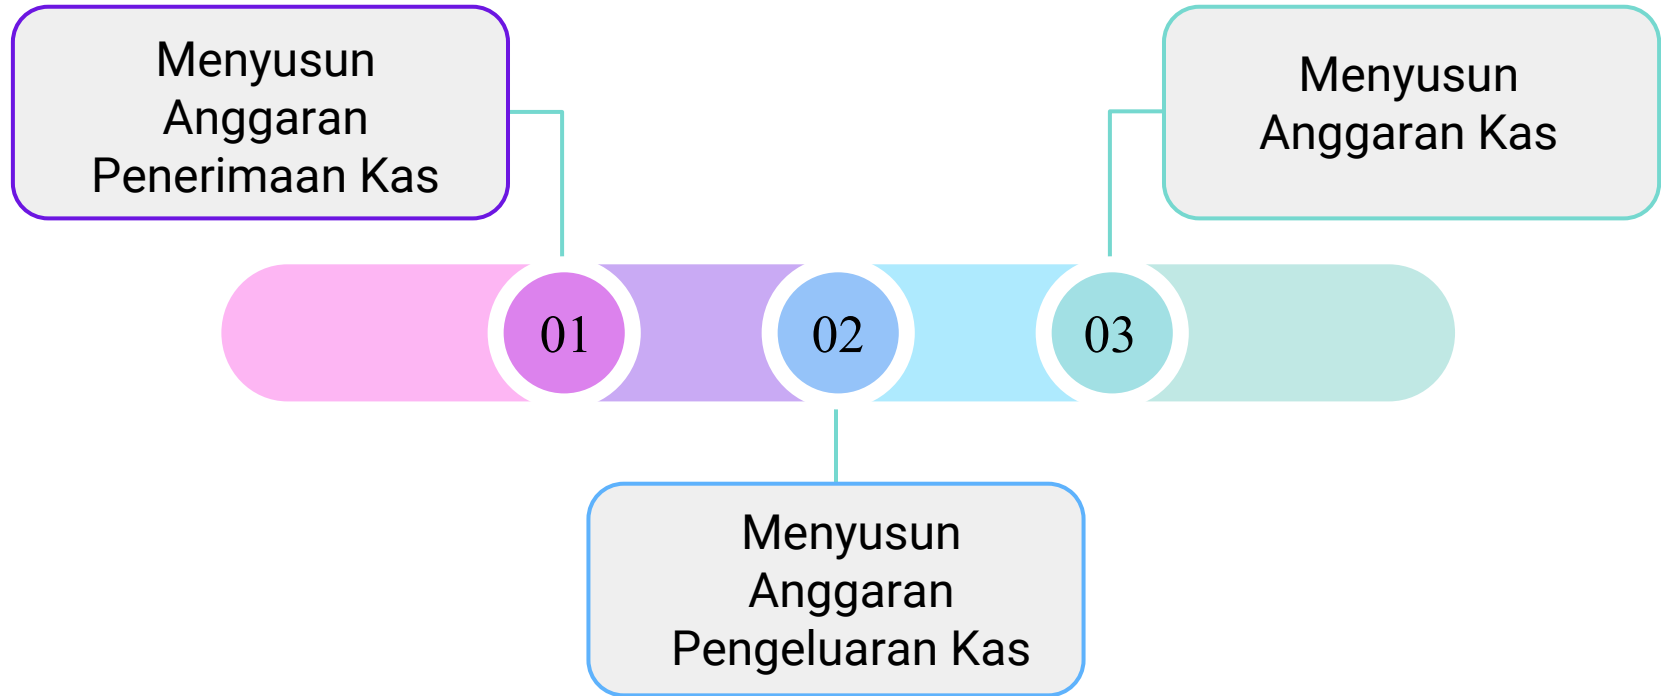 Menyusun
Anggaran
Penerimaan Kas
Menyusun
Anggaran Kas
01
02
03
Menyusun
Anggaran
Pengeluaran Kas